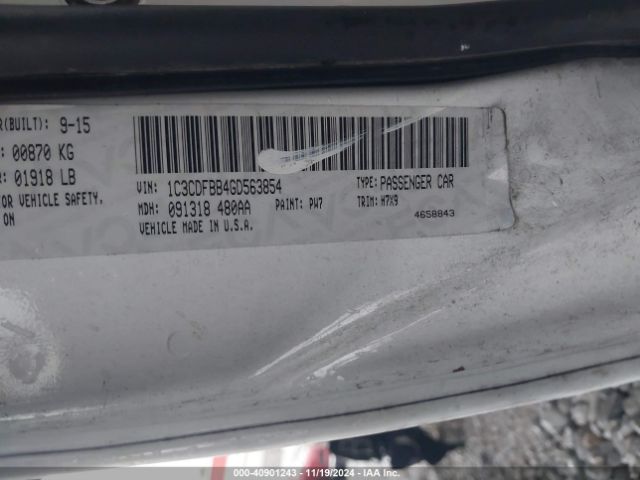 R(BUILT): 9-15
: 00870 KG
: 01918 LB
FOR VEHICLE SAFETY,
ON
VIN: 1C3CDFBB4GD563854
TYPE: PASSENGER CAR
MDH: 091318 480AA
PAINT: PW7
TRIM: H7X9
VEHICLE MADE IN U.S.A.
4658843
000-40901243 - 11/19/2024 - IAA Inc.